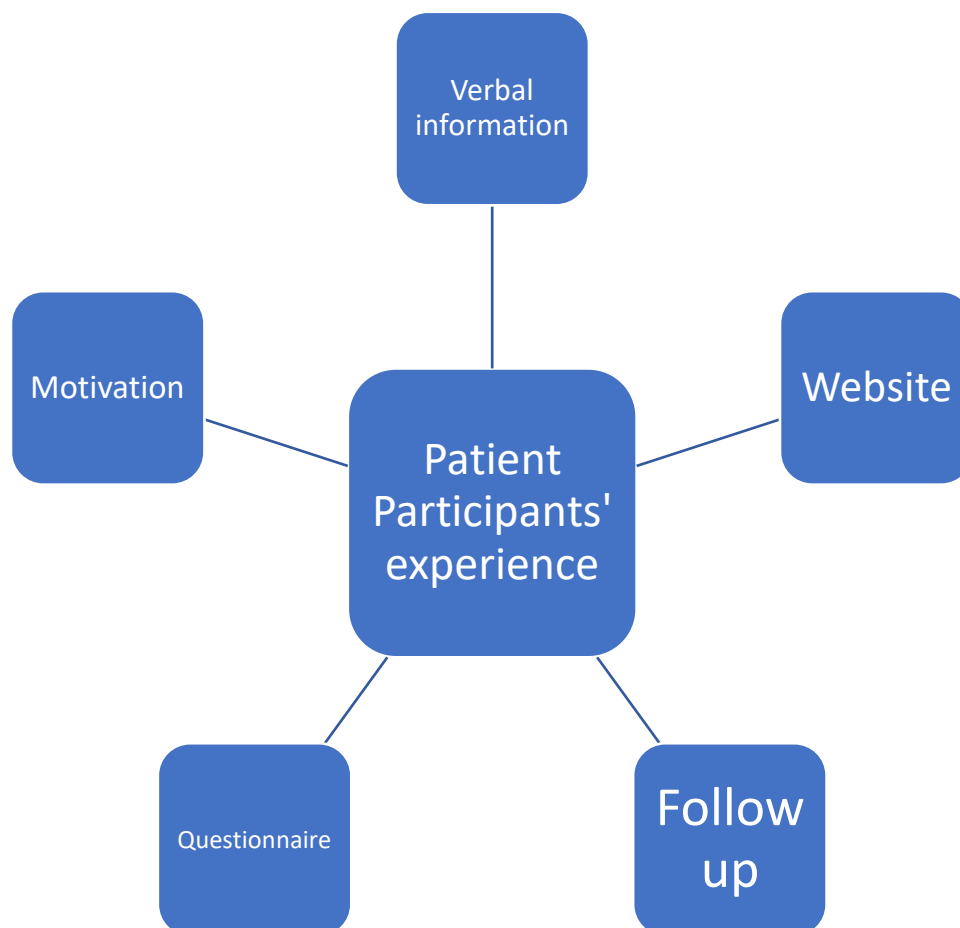 Verbal
information
Motivation
Website
Patient
Participants'
experience
Questionnaire
Follow
up